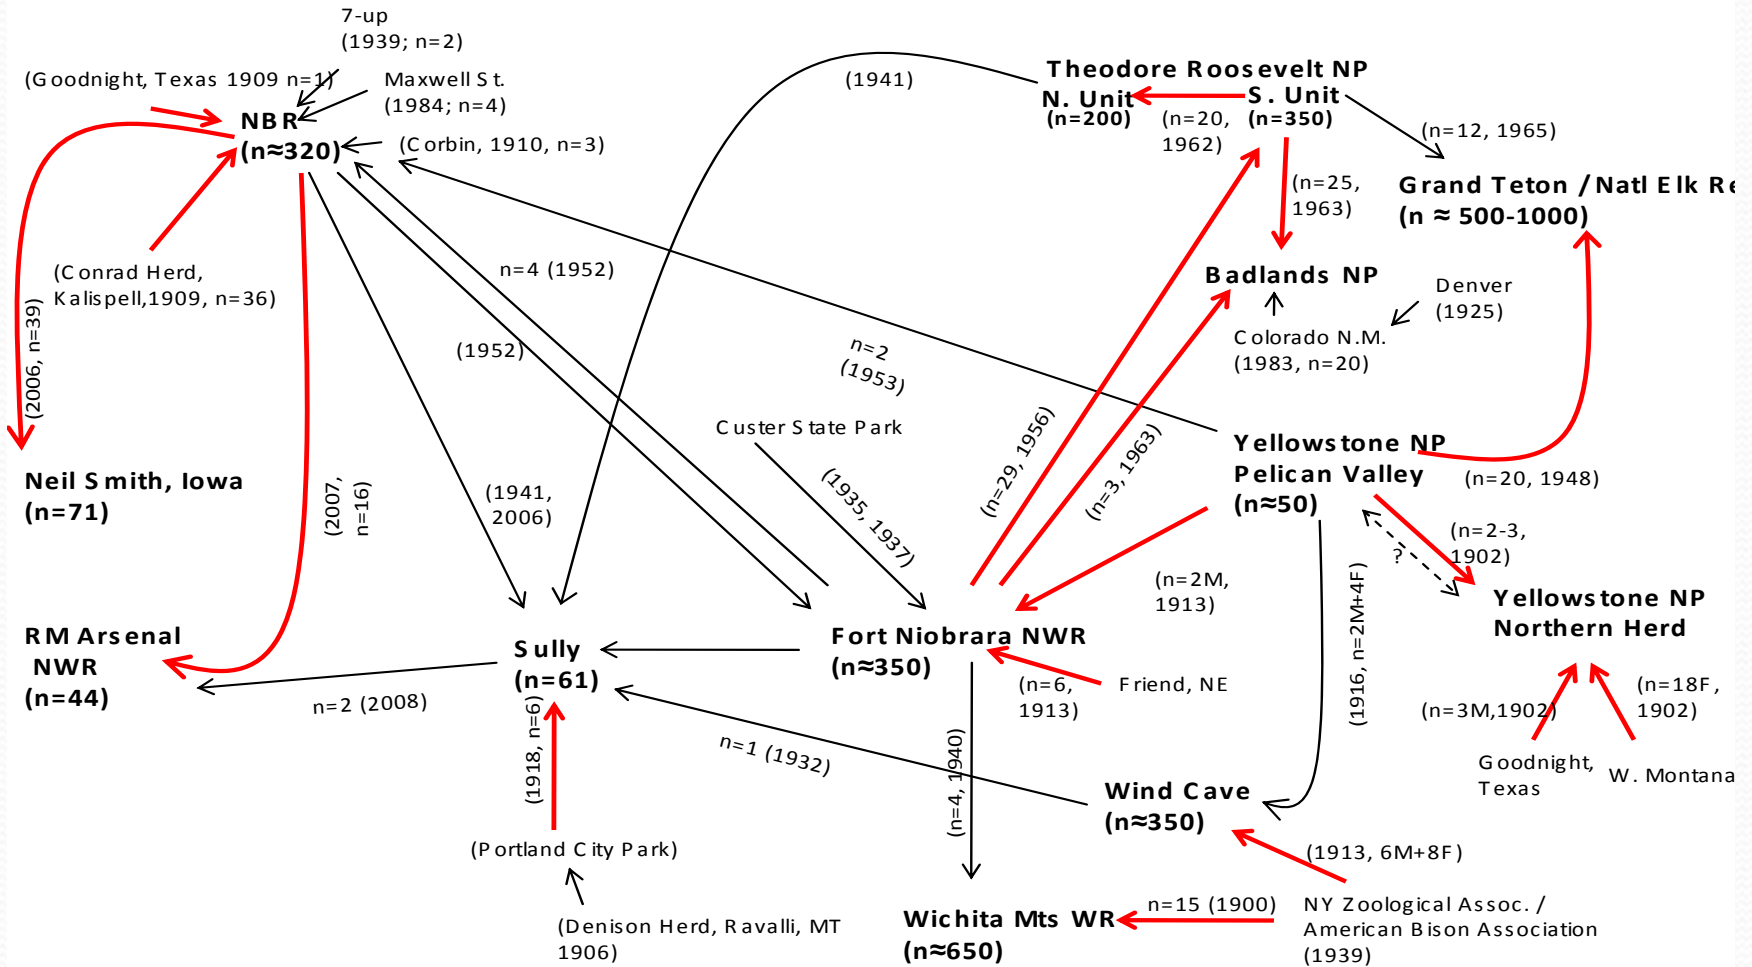 7-up
(1939; n=2)
(Goodnight, Texas 1909 n=1)
Maxwell St.
(1984; n=4)
NBR
(n≈320)
(Corbin, 1910, n=3)
(1941)
Theodore Roosevelt NP
N. Unit
(n=200)
S. Unit
(n=350)
(n=20,
1962)
(n=12, 1965)
(n=25,
1963)
Grand Teton /Natl Elk Re
(n ≈ 500-1000)
(Conrad Herd,
Kalispell,1909, n=36)
n=4 (1952)
Badlands NP
Denver
(1925)
Colorado N.M.
(1983, n=20)
(2006, n=39)
(1952)
n=2
(1953)
Custer State Park
(n=29, 1956)
(n=3, 1963)
Yellowstone NP
Pelican Valley
(n≈50)
(n=20, 1948)
Neil Smith, Iowa
(n=71)
(2007,
n=16)
(1941,
2006)
(1935, 1937)
(n=2-3,
1902)
?
(n=2M,
1913)
(1916, n=2M+4F)
Yellowstone NP
Northern Herd
RM Arsenal
NWR
(n=44)
Sully
(n=61)
Fort Niobrara NWR
(n≈350)
n=2 (2008)
(n=6,
1913)
Friend, NE
(n=3M,1902)
(n=18F,
1902)
(1918, n=6)
n=1 (1932)
(n=4, 1940)
Goodnight,
Texas
W. Montana
Wind Cave
(n≈350)
(Portland City Park)
(1913, 6M+8F)
(Denison Herd, Ravalli, MT
1906)
Wichita Mts WR
(n≈650)
n=15 (1900)
NY Zoological Assoc. /
American Bison Association
(1939)